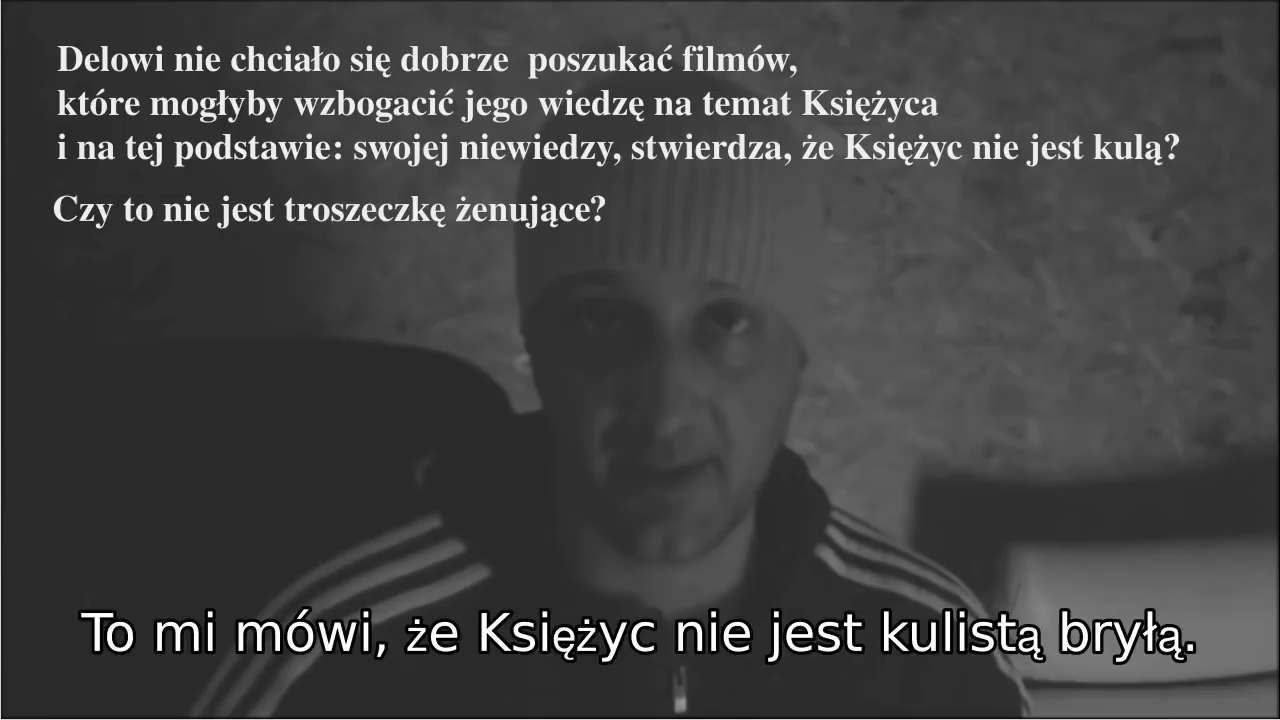 Delowi nie chciało się dobrze poszukać filmów,
które mogłyby wzbogacić jego wiedzę na temat Księżyca
i na tej podstawie: swojej niewiedzy, stwierdza, że Księżyc nie jest kulą?
Czy to nie jest troszeczkę żenujące?
To mi mówi, że Księżyc nie jest kulistą bryłą.